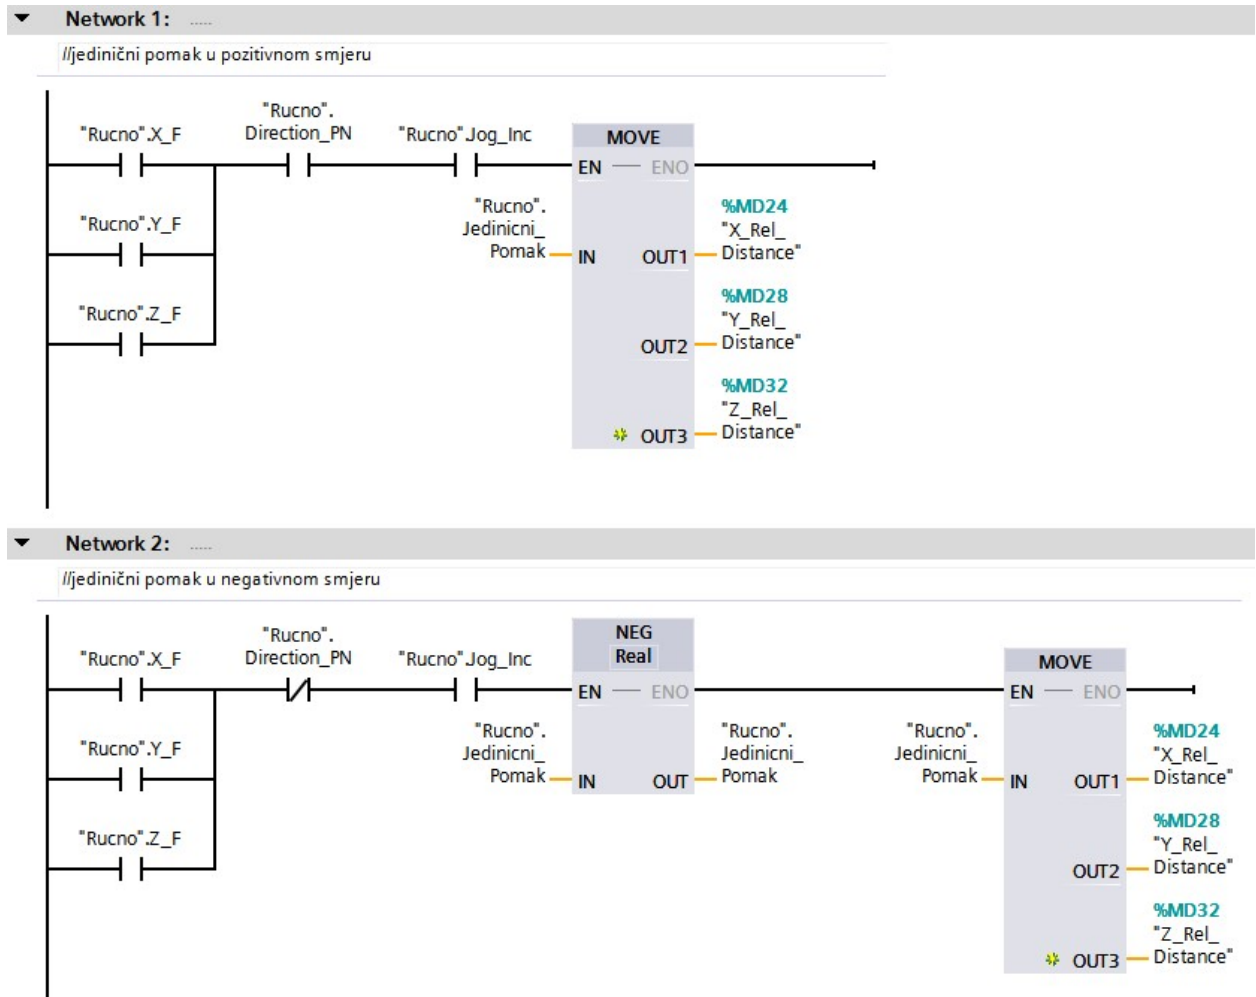 Network 1: .....
//jedinični pomak u pozitivnom smjeru
"Rucno".
"Rucno".X_F Direction_PN "Rucno".Jog_Inc MOVE
EN ENO
"Rucno".
Jedinicni_
Pomak IN OUT1
%MD24
"X_Rel_
Distance"
"Rucno".Y_F
OUT2
%MD28
"Y_Rel_
Distance"
"Rucno".Z_F
OUT3
%MD32
"Z_Rel_
Distance"
Network 2: .....
//jedinični pomak u negativnom smjeru
"Rucno".
"Rucno".X_F Direction_PN "Rucno".Jog_Inc
NEG
Real
EN ENO
"Rucno".
Jedinicni_
Pomak IN OUT
"Rucno".
Jedinicni_
Pomak
MOVE
EN ENO
"Rucno".
Jedinicni_
Pomak IN OUT1
%MD24
"X_Rel_
Distance"
"Rucno".Y_F
OUT2
%MD28
"Y_Rel_
Distance"
"Rucno".Z_F
OUT3
%MD32
"Z_Rel_
Distance"